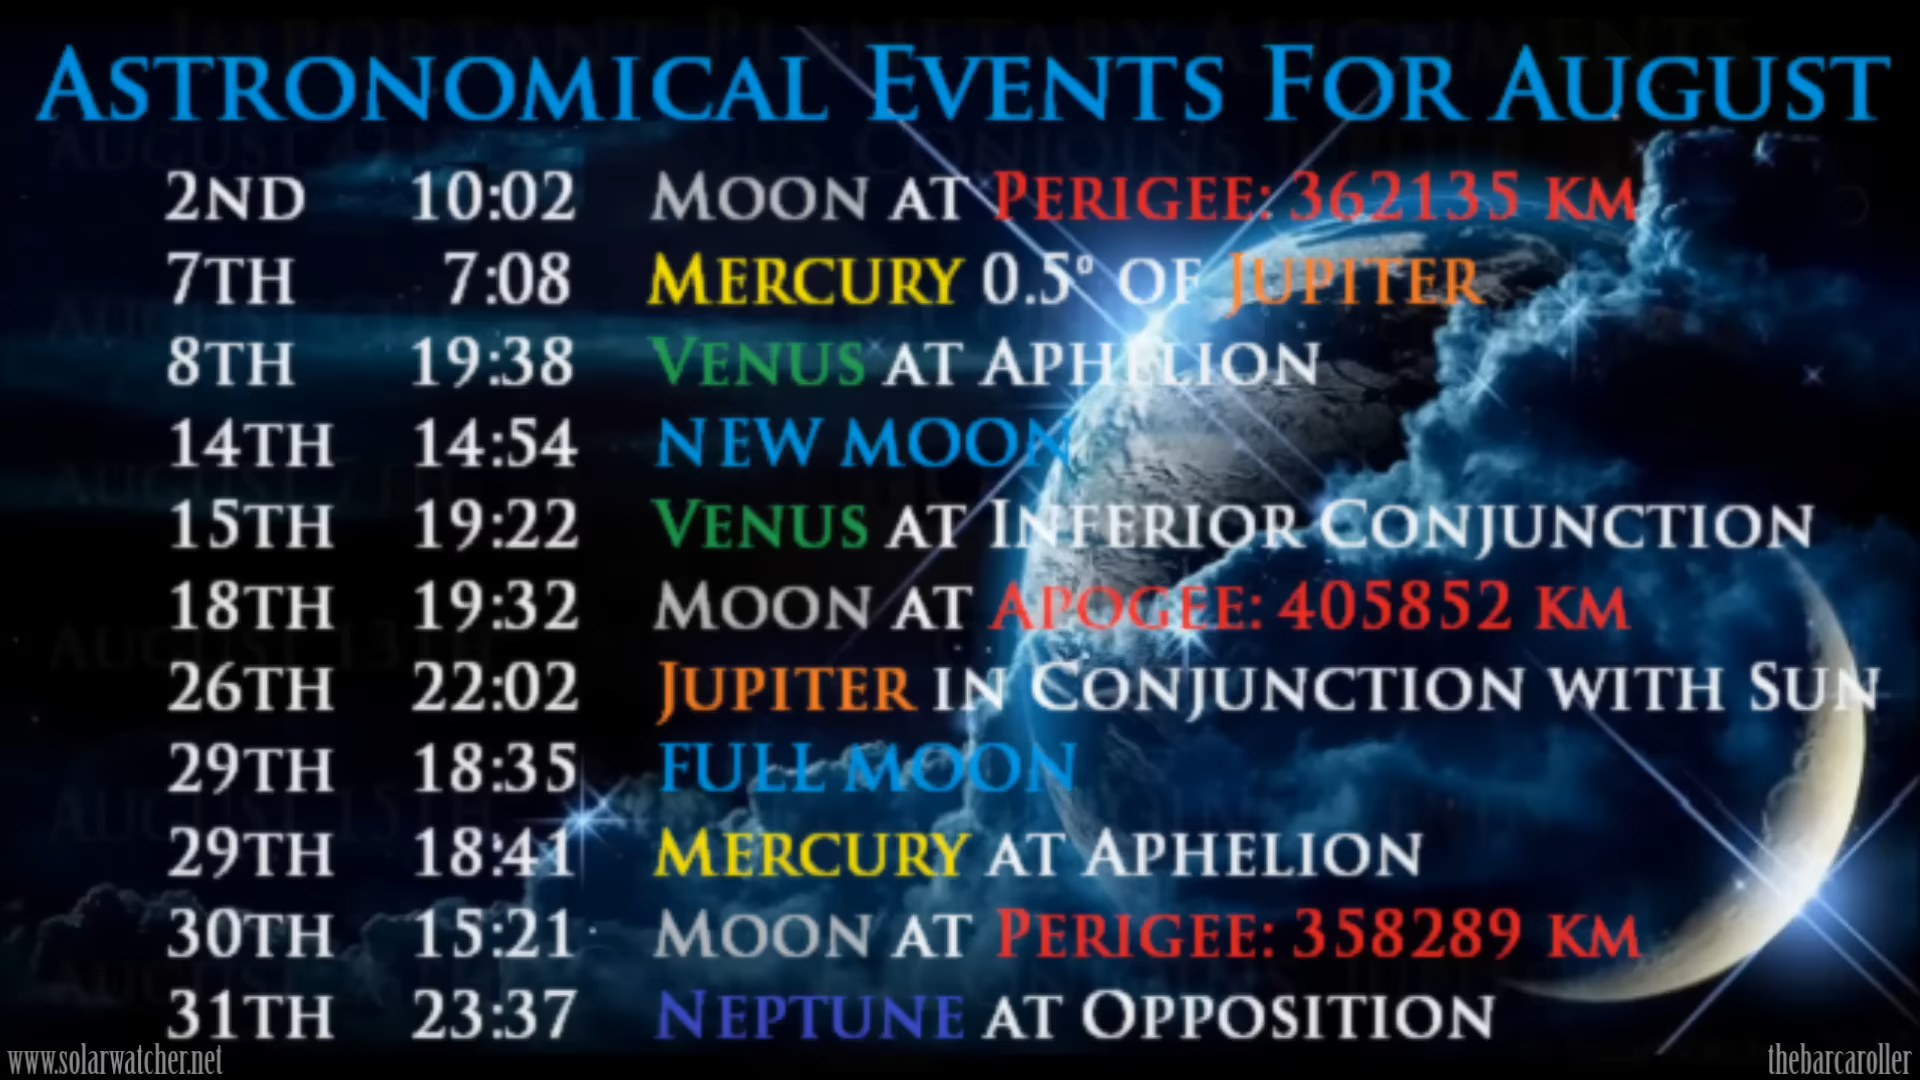 Astronomical Events For August
2nd 10:02 Moon at Perigee: 362135 km
7th 7:08 Mercury 0.5º of Jupiter
8th 19:38 Venus at Aphelion
14th 14:54 NEW MOON
15th 19:22 Venus at Inferior Conjunction
18th 19:32 Moon at Apogee: 405852 km
26th 22:02 Jupiter in Conjunction with Sun
29th 18:35 FULL MOON
29th 18:41 Mercury at Aphelion
30th 15:21 Moon at Perigee: 358289 km
31th 23:37 Neptune at Opposition
www.solarwatcher.net
thebarcaroller